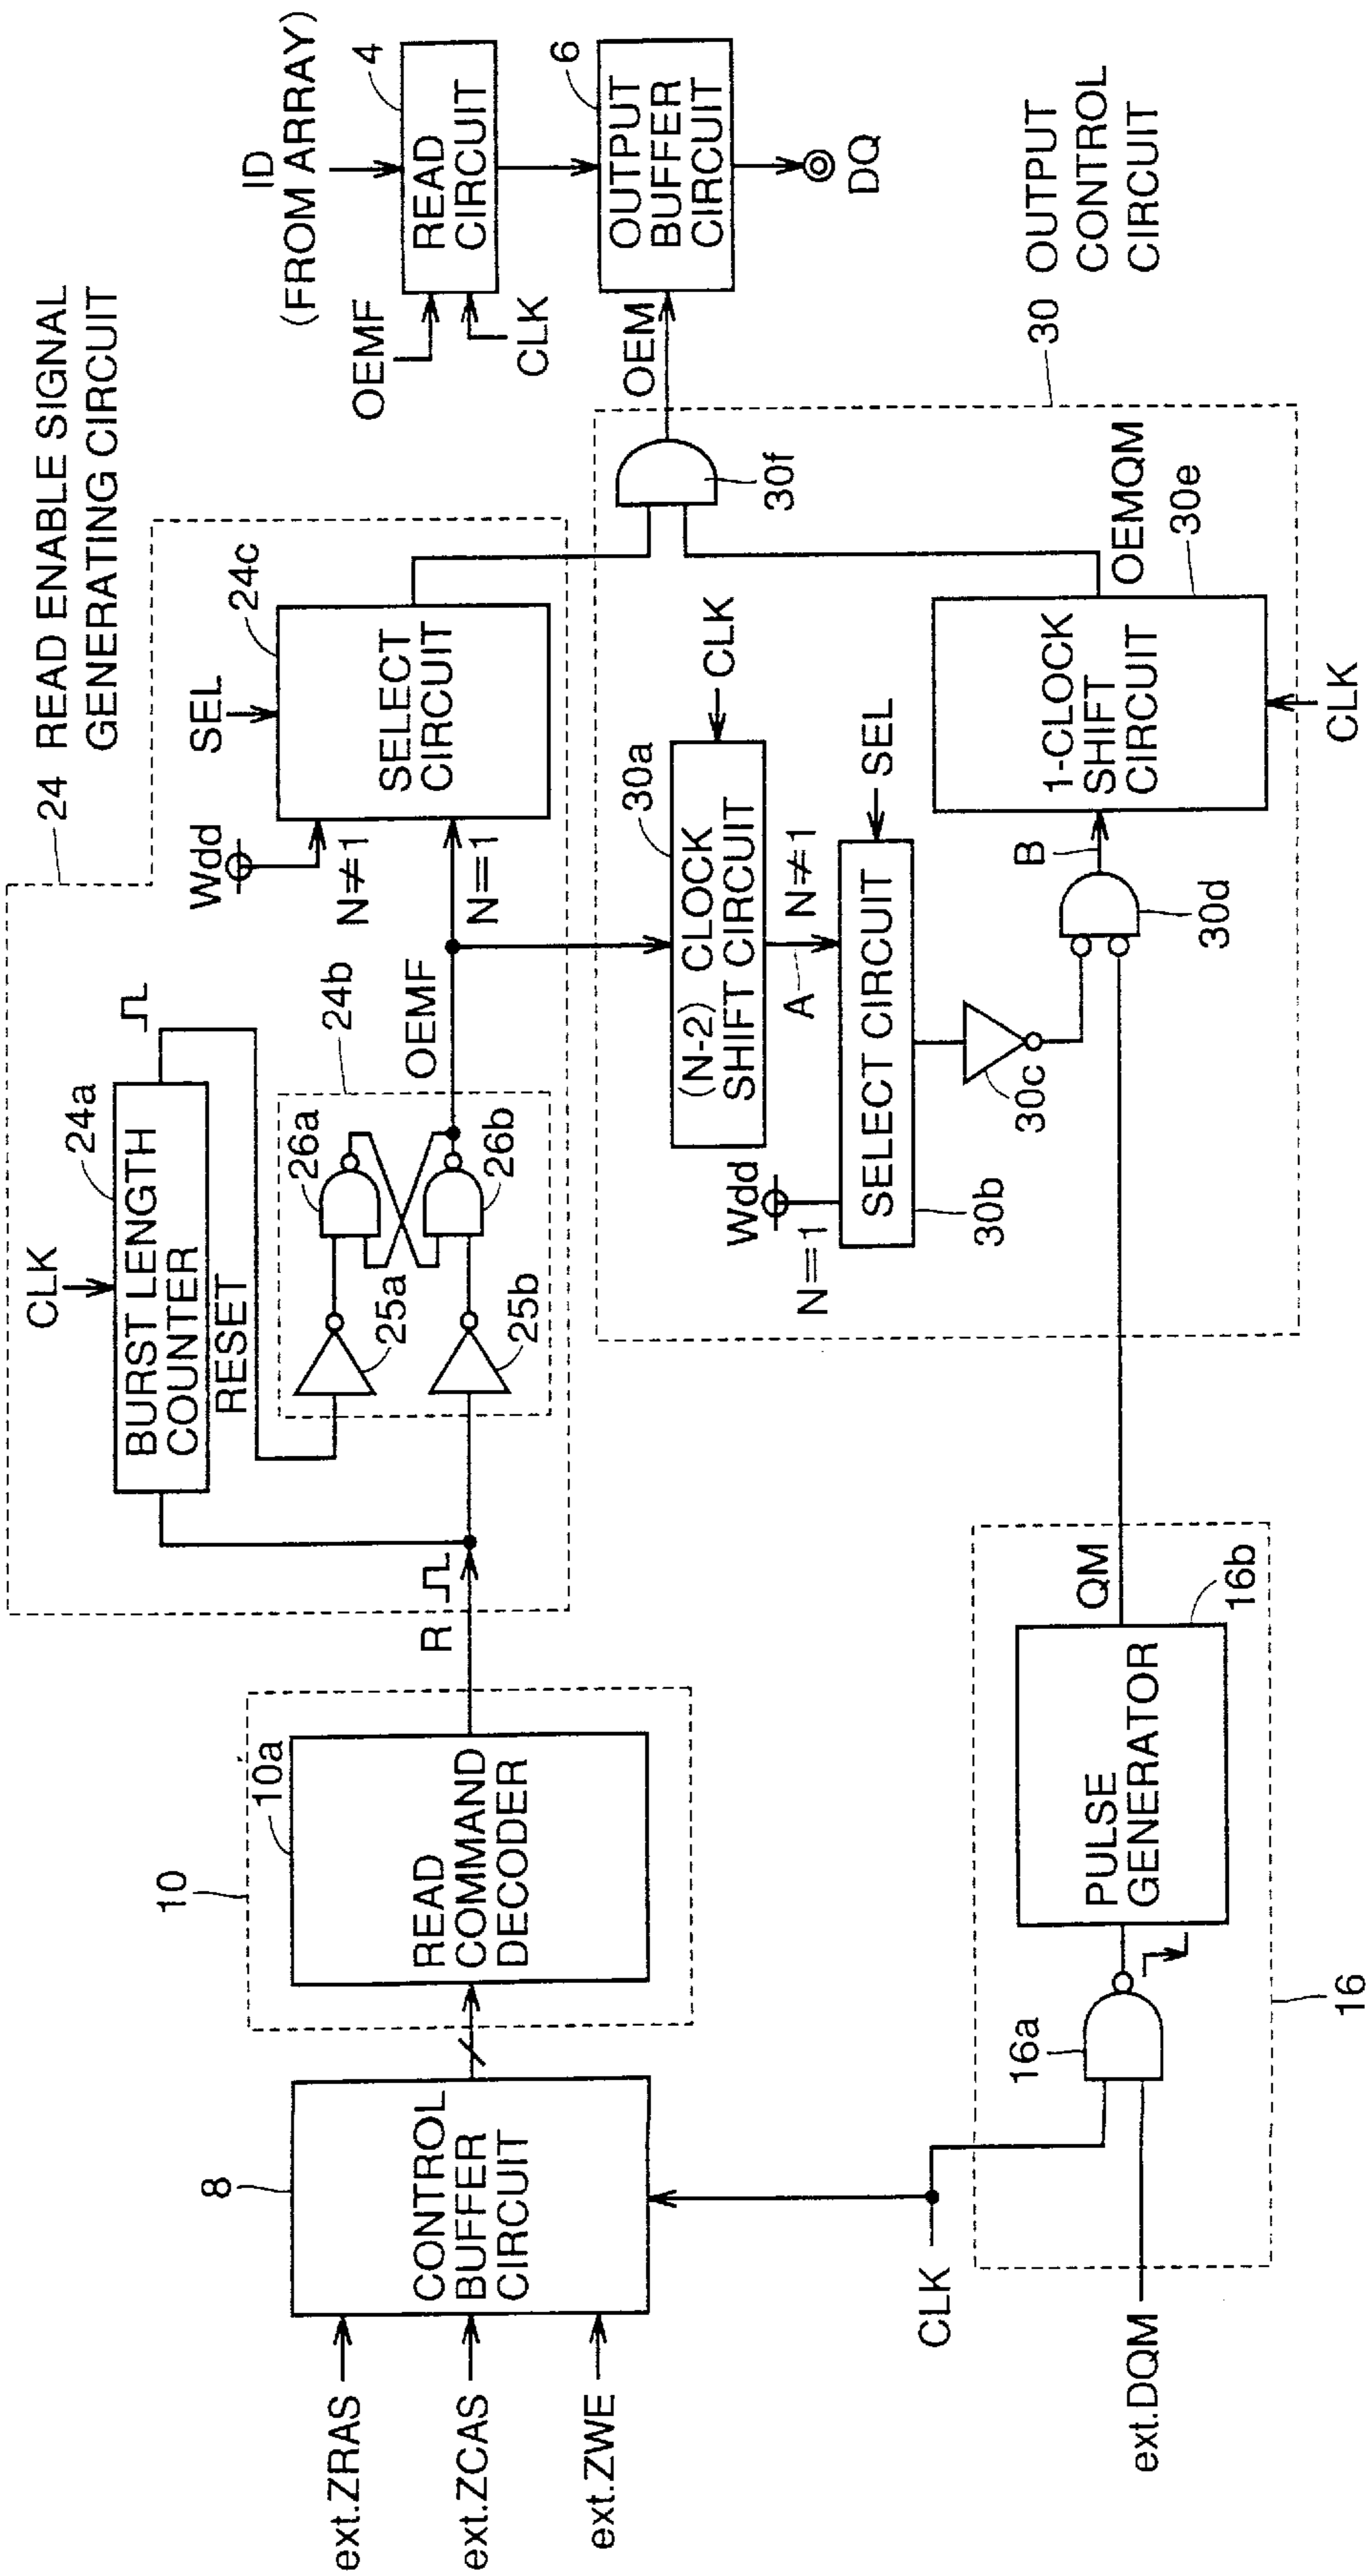 24 READ ENABLE SIGNAL
GENERATING CIRCUIT
CLK
24a
BURST LENGTH
COUNTER
RESET
24b
25a
25b
26a
26b
OEMF
Wdd
N≠1
N=1
SEL
24c
SELECT
CIRCUIT
ID
(FROM ARRAY)
4
OEMF
READ
CIRCUIT
CLK
6
OUTPUT
BUFFER
CIRCUIT
OEM
DQ
8
ext.ZRAS
ext.ZCAS
ext.ZWE
CONTROL
BUFFER
CIRCUIT
10
10a
READ
COMMAND
DECODER
R
30 OUTPUT
CONTROL
CIRCUIT
30a
(N-2) CLOCK
SHIFT CIRCUIT
CLK
A
N≠1
Wdd
N=1
SELECT CIRCUIT
SEL
30b
30c
30d
B
1-CLOCK
SHIFT
CIRCUIT
OEMQM
30e
30f
CLK
CLK
ext.DQM
16a
PULSE
GENERATOR
QM
16b
16